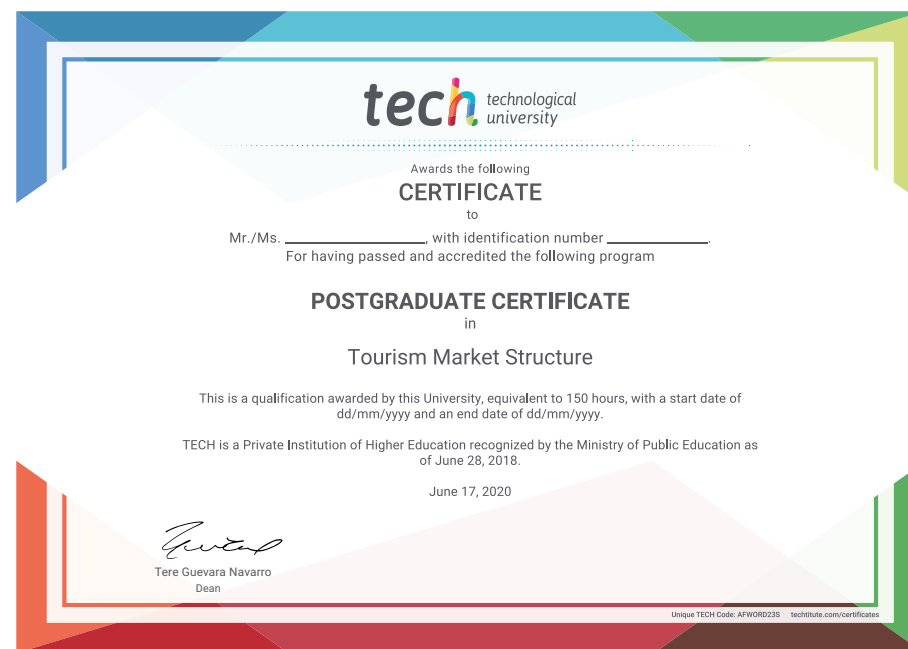 tech technological
university
Awards the following
CERTIFICATE
to
Mr./Ms. ____________________, with identification number ______________.
For having passed and accredited the following program
POSTGRADUATE CERTIFICATE
in
Tourism Market Structure
This is a qualification awarded by this University, equivalent to 150 hours, with a start date of
dd/mm/yyyy and an end date of dd/mm/yyyy.
TECH is a Private Institution of Higher Education recognized by the Ministry of Public Education as
of June 28, 2018.
June 17, 2020
Tere Guevara Navarro
Dean
Unique TECH Code: AFWORD23S techtitute.com/certificates